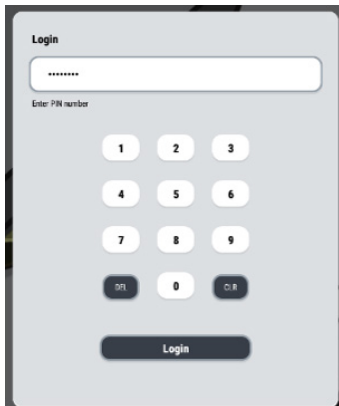 Login
••••••••
Enter PIN number
1 2 3
4 5 6
7 8 9
DEL 0 CLR
Login